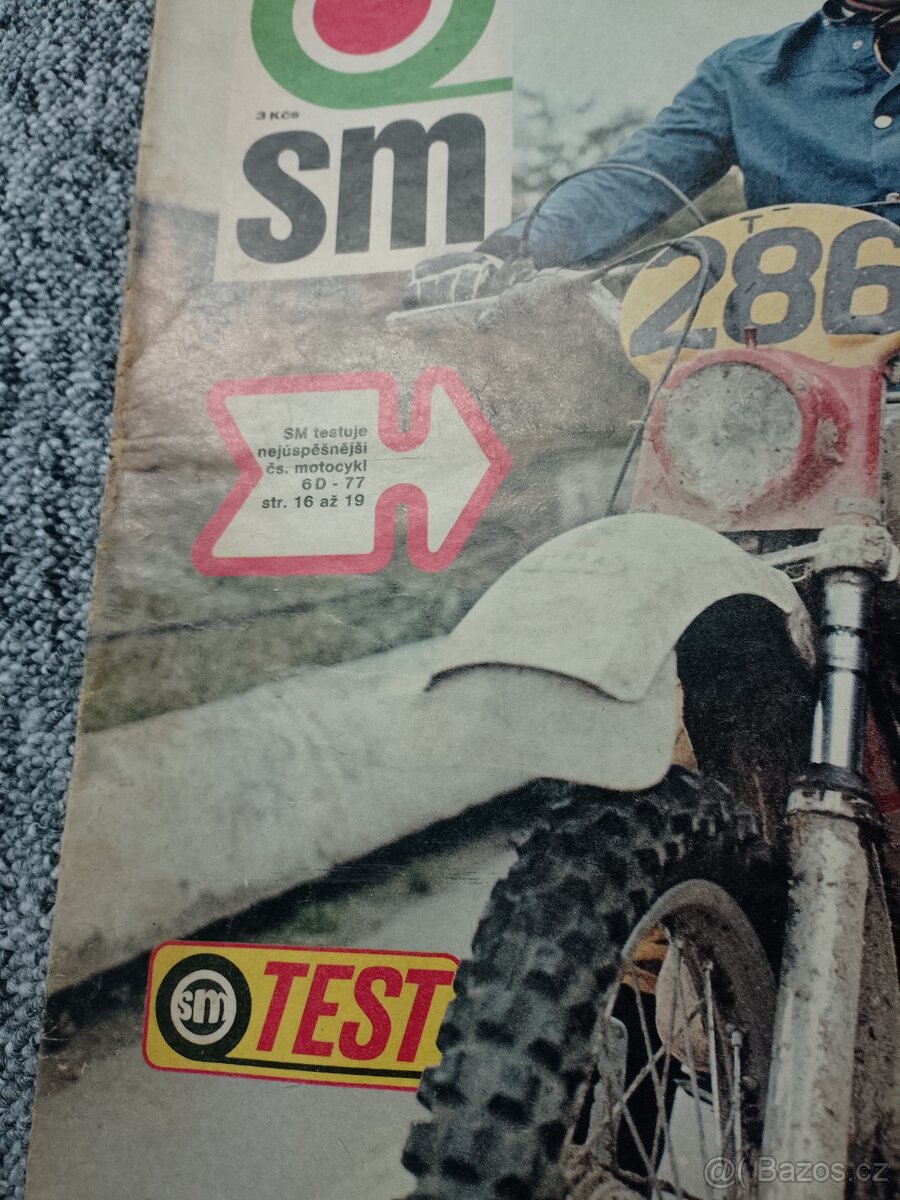 3 Kčs
sm
T
286
SM testuje
nejúspěšnější
čs. motocykl
6D - 77
str. 16 až 19
sm TEST
@ Bazos.cz